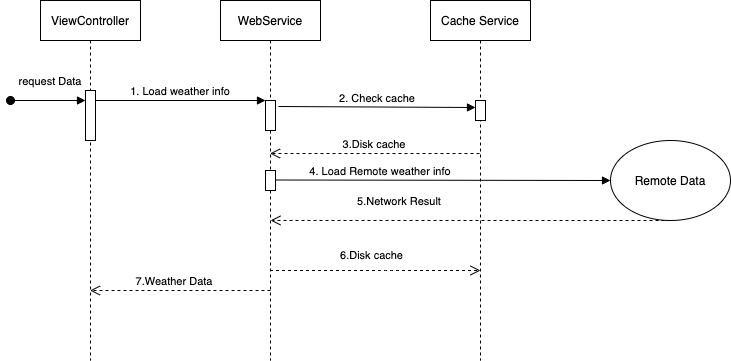 ViewController
WebService
Cache Service
request Data
1. Load weather info
2. Check cache
3.Disk cache
4. Load Remote weather info
Remote Data
5.Network Result
6.Disk cache
7.Weather Data